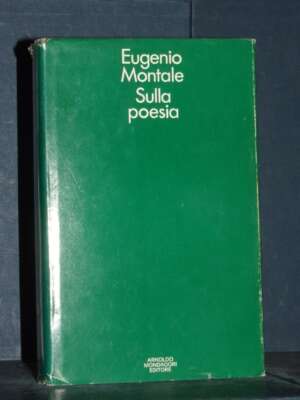 Eugenio
Montale
Sulla
poesia
ARNOLDO
MONDADORI
EDITORE